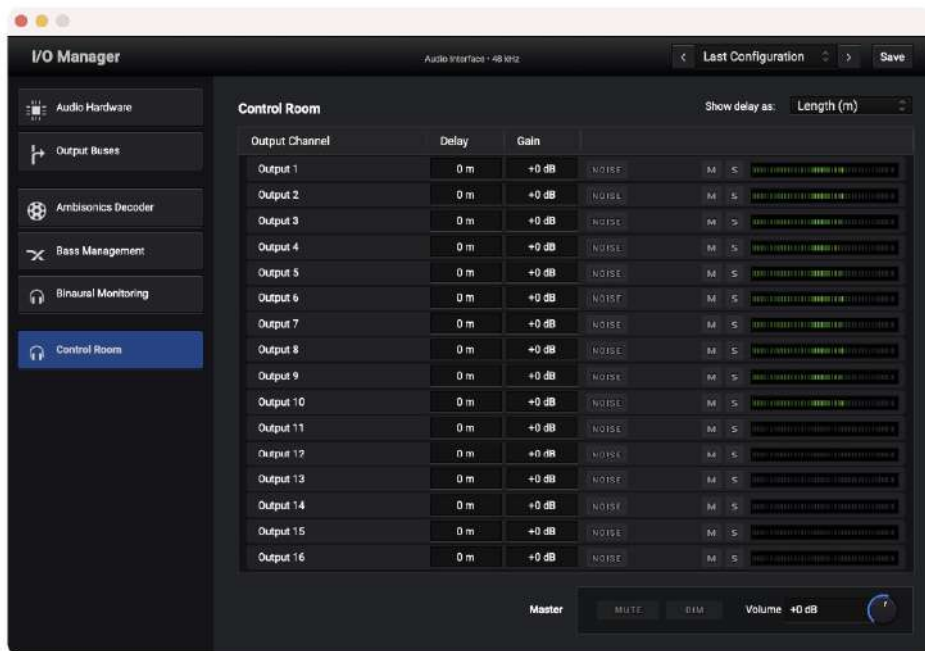 I/O Manager
Audio Interface • 48 kHz
Last Configuration
Save
Audio Hardware
Output Buses
Ambisonics Decoder
Bass Management
Binaural Monitoring
Control Room
Control Room
Show delay as: Length (m)
Output Channel Delay Gain
Output 1 0 m +0 dB NOISE M S
Output 2 0 m +0 dB NOISE M S
Output 3 0 m +0 dB NOISE M S
Output 4 0 m +0 dB NOISE M S
Output 5 0 m +0 dB NOISE M S
Output 6 0 m +0 dB NOISE M S
Output 7 0 m +0 dB NOISE M S
Output 8 0 m +0 dB NOISE M S
Output 9 0 m +0 dB NOISE M S
Output 10 0 m +0 dB NOISE M S
Output 11 0 m +0 dB NOISE M S
Output 12 0 m +0 dB NOISE M S
Output 13 0 m +0 dB NOISE M S
Output 14 0 m +0 dB NOISE M S
Output 15 0 m +0 dB NOISE M S
Output 16 0 m +0 dB NOISE M S
Master MUTE DIM Volume +0 dB